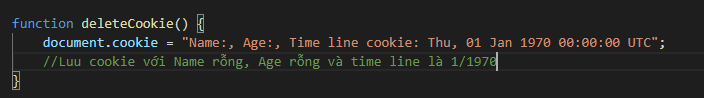 function deleteCookie() {
document.cookie = "Name:, Age:, Time line cookie: Thu, 01 Jan 1970 00:00:00 UTC";
//Luu cookie với Name rỗng, Age rỗng và time line là 1/1970
}